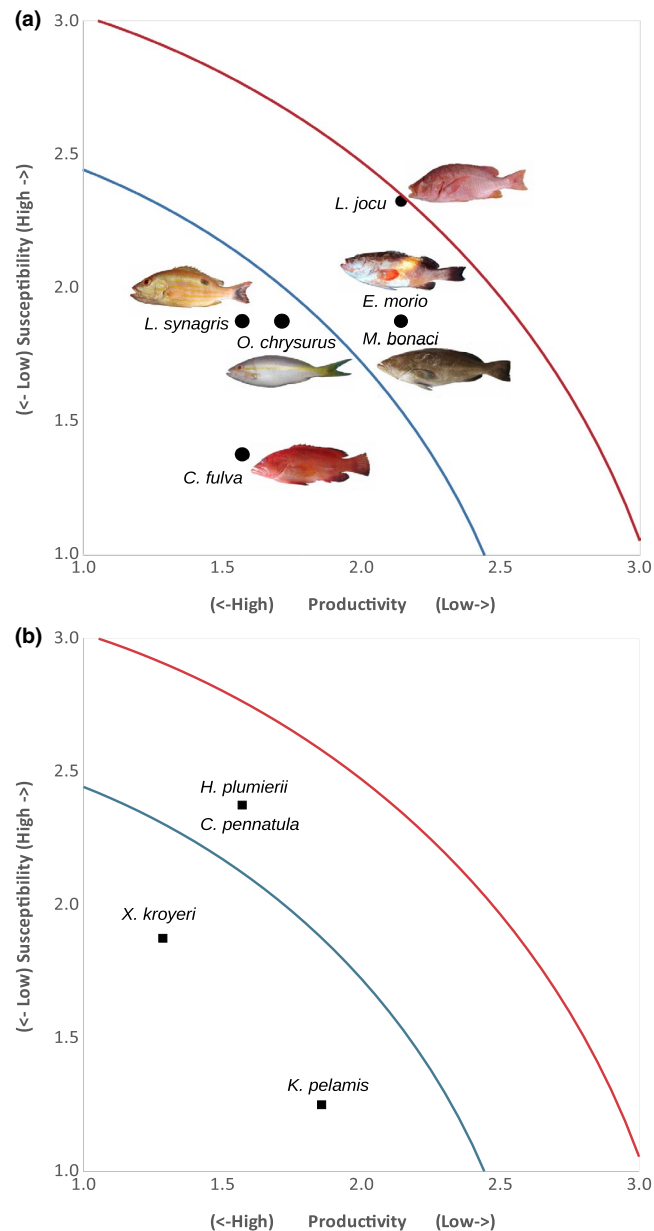 (a)
3.0
2.5
2.0
1.5
1.0
(<- Low) Susceptibility (High ->)
L. jocu
E. morio
L. synagris
O. chrysurus
M. bonaci
C. fulva
1.0 1.5 2.0 2.5 3.0
(<-High) Productivity (Low->)
(b)
3.0
2.5
2.0
1.5
1.0
(<- Low) Susceptibility (High ->)
H. plumierii
C. pennatula
X. kroyeri
K. pelamis
1.0 1.5 2.0 2.5 3.0
(<-High) Productivity (Low->)